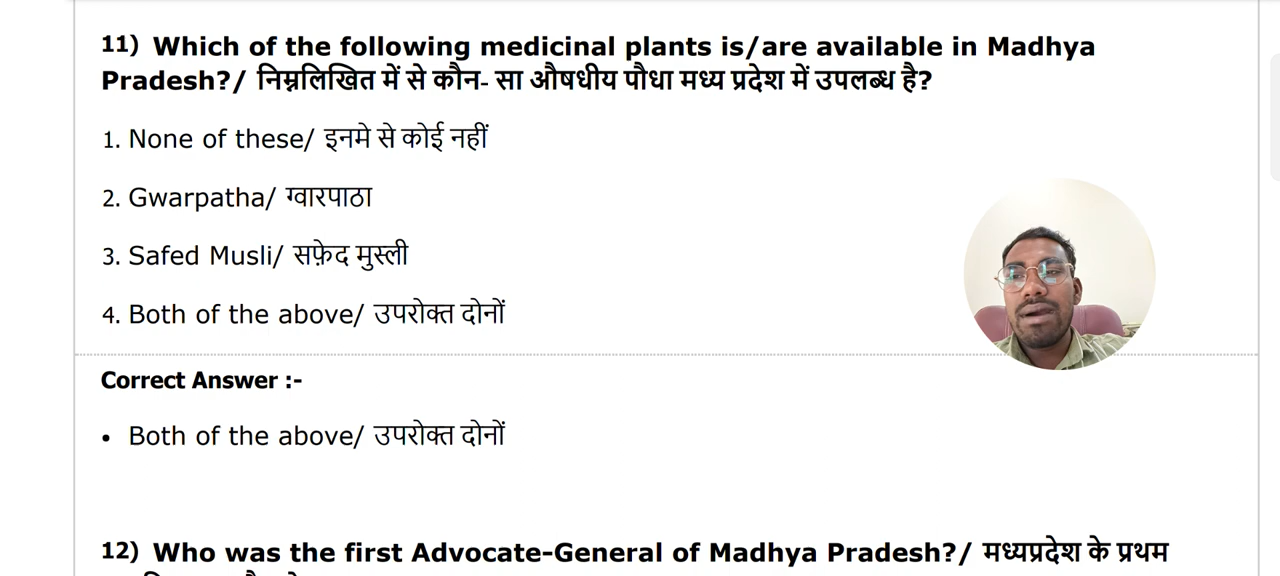 11) Which of the following medicinal plants is/are available in Madhya
Pradesh?/ निम्नलिखित में से कौन- सा औषधीय पौधा मध्य प्रदेश में उपलब्ध है?
1. None of these/ इनमे से कोई नहीं
2. Gwarpatha/ ग्वारपाठा
3. Safed Musli/ सफ़ेद मुस्ली
4. Both of the above/ उपरोक्त दोनों
Correct Answer :-
• Both of the above/ उपरोक्त दोनों
12) Who was the first Advocate-General of Madhya Pradesh?/ मध्यप्रदेश के प्रथम